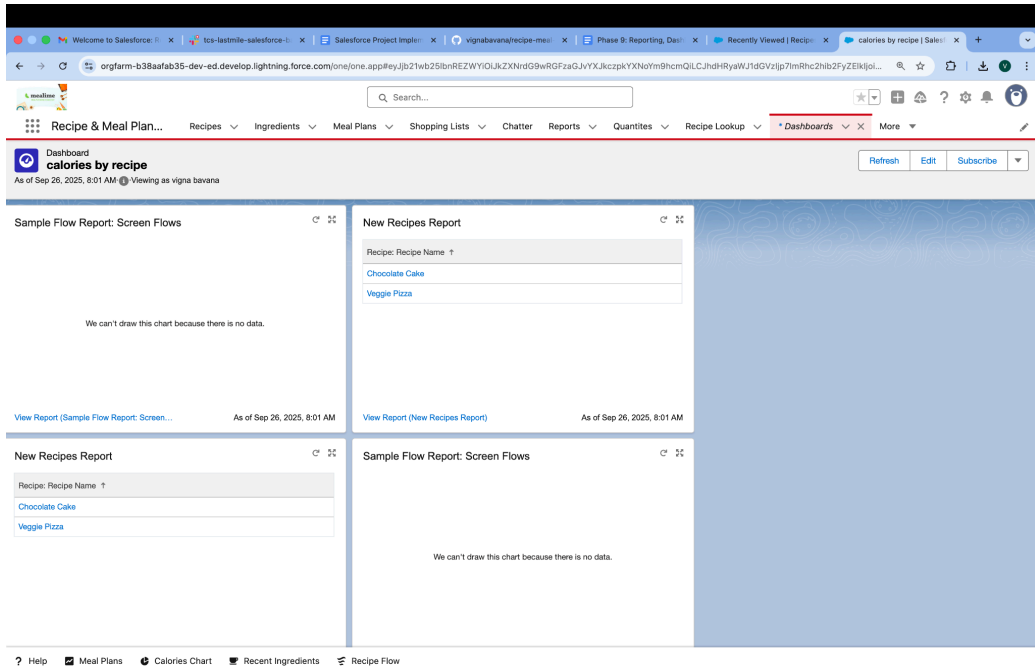 Welcome to Salesforce: R
tcs-lastmile-salesforce-b
Salesforce Project Implem
vignabavana/recipe-meal
Phase 9: Reporting, Dash
Recently Viewed | Recipe
calories by recipe | Salesf
orgfarm-b38aafab35-dev-ed.develop.lightning.force.com/one/one.app#eyJjb21wb25lbnREZWYiOiJkZXNrdG9wRGFzaGJvYXJkczpkYXNoYm9hcmQiLCJhdHRyaWJ1dGVzIjp7InJlY29yZElkIjoi...
V
mealime
Search...
Recipe & Meal Plan...
Recipes
Ingredients
Meal Plans
Shopping Lists
Chatter
Reports
Quantites
Recipe Lookup
* Dashboards
More
Dashboard
calories by recipe
As of Sep 26, 2025, 8:01 AM·Viewing as vigna bavana
Refresh
Edit
Subscribe
Sample Flow Report: Screen Flows
We can't draw this chart because there is no data.
View Report (Sample Flow Report: Screen...
As of Sep 26, 2025, 8:01 AM
New Recipes Report
Recipe: Recipe Name ↑
Chocolate Cake
Veggie Pizza
View Report (New Recipes Report)
As of Sep 26, 2025, 8:01 AM
New Recipes Report
Recipe: Recipe Name ↑
Chocolate Cake
Veggie Pizza
Sample Flow Report: Screen Flows
We can't draw this chart because there is no data.
? Help
Meal Plans
Calories Chart
Recent Ingredients
Recipe Flow